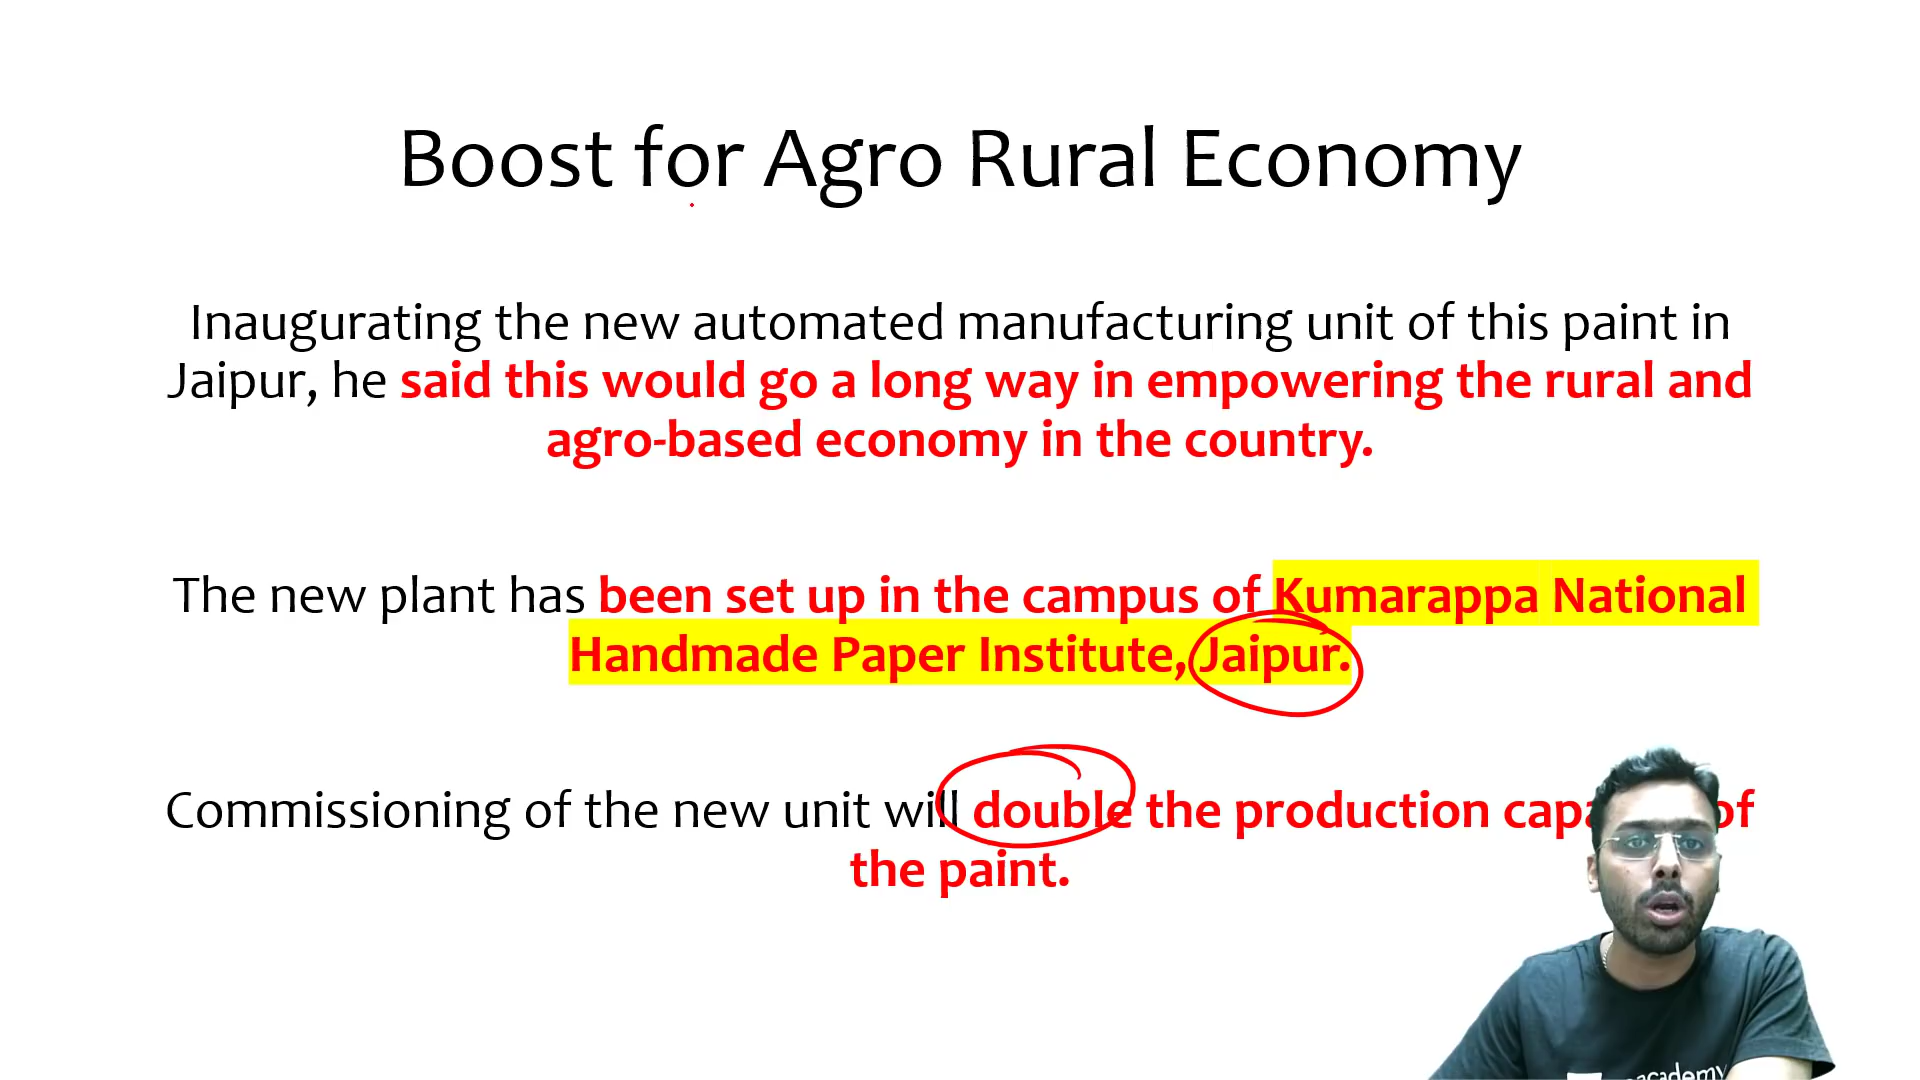 Boost for Agro Rural Economy
Inaugurating the new automated manufacturing unit of this paint in
Jaipur, he said this would go a long way in empowering the rural and
agro-based economy in the country.
The new plant has been set up in the campus of Kumarappa National
Handmade Paper Institute, Jaipur.
Commissioning of the new unit will double the production of
the paint.